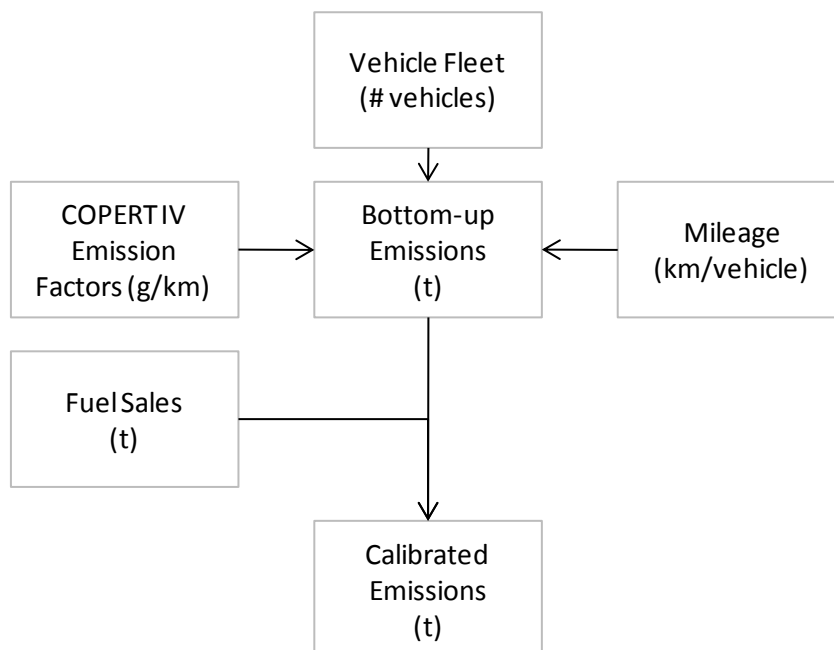 Vehicle Fleet
(# vehicles)
COPERT IV
Emission
Factors (g/km)
Bottom-up
Emissions
(t)
Mileage
(km/vehicle)
Fuel Sales
(t)
Calibrated
Emissions
(t)